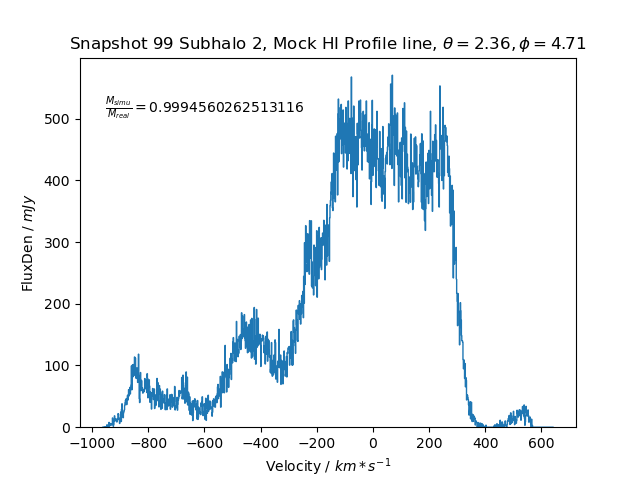 Snapshot 99 Subhalo 2, Mock HI Profile line, θ = 2.36, ϕ = 4.71
M_simu/M_real = 0.9994560262513116
FluxDen / mJy
500
400
300
200
100
0
−1000 −800 −600 −400 −200 0 200 400 600
Velocity / km * s⁻¹